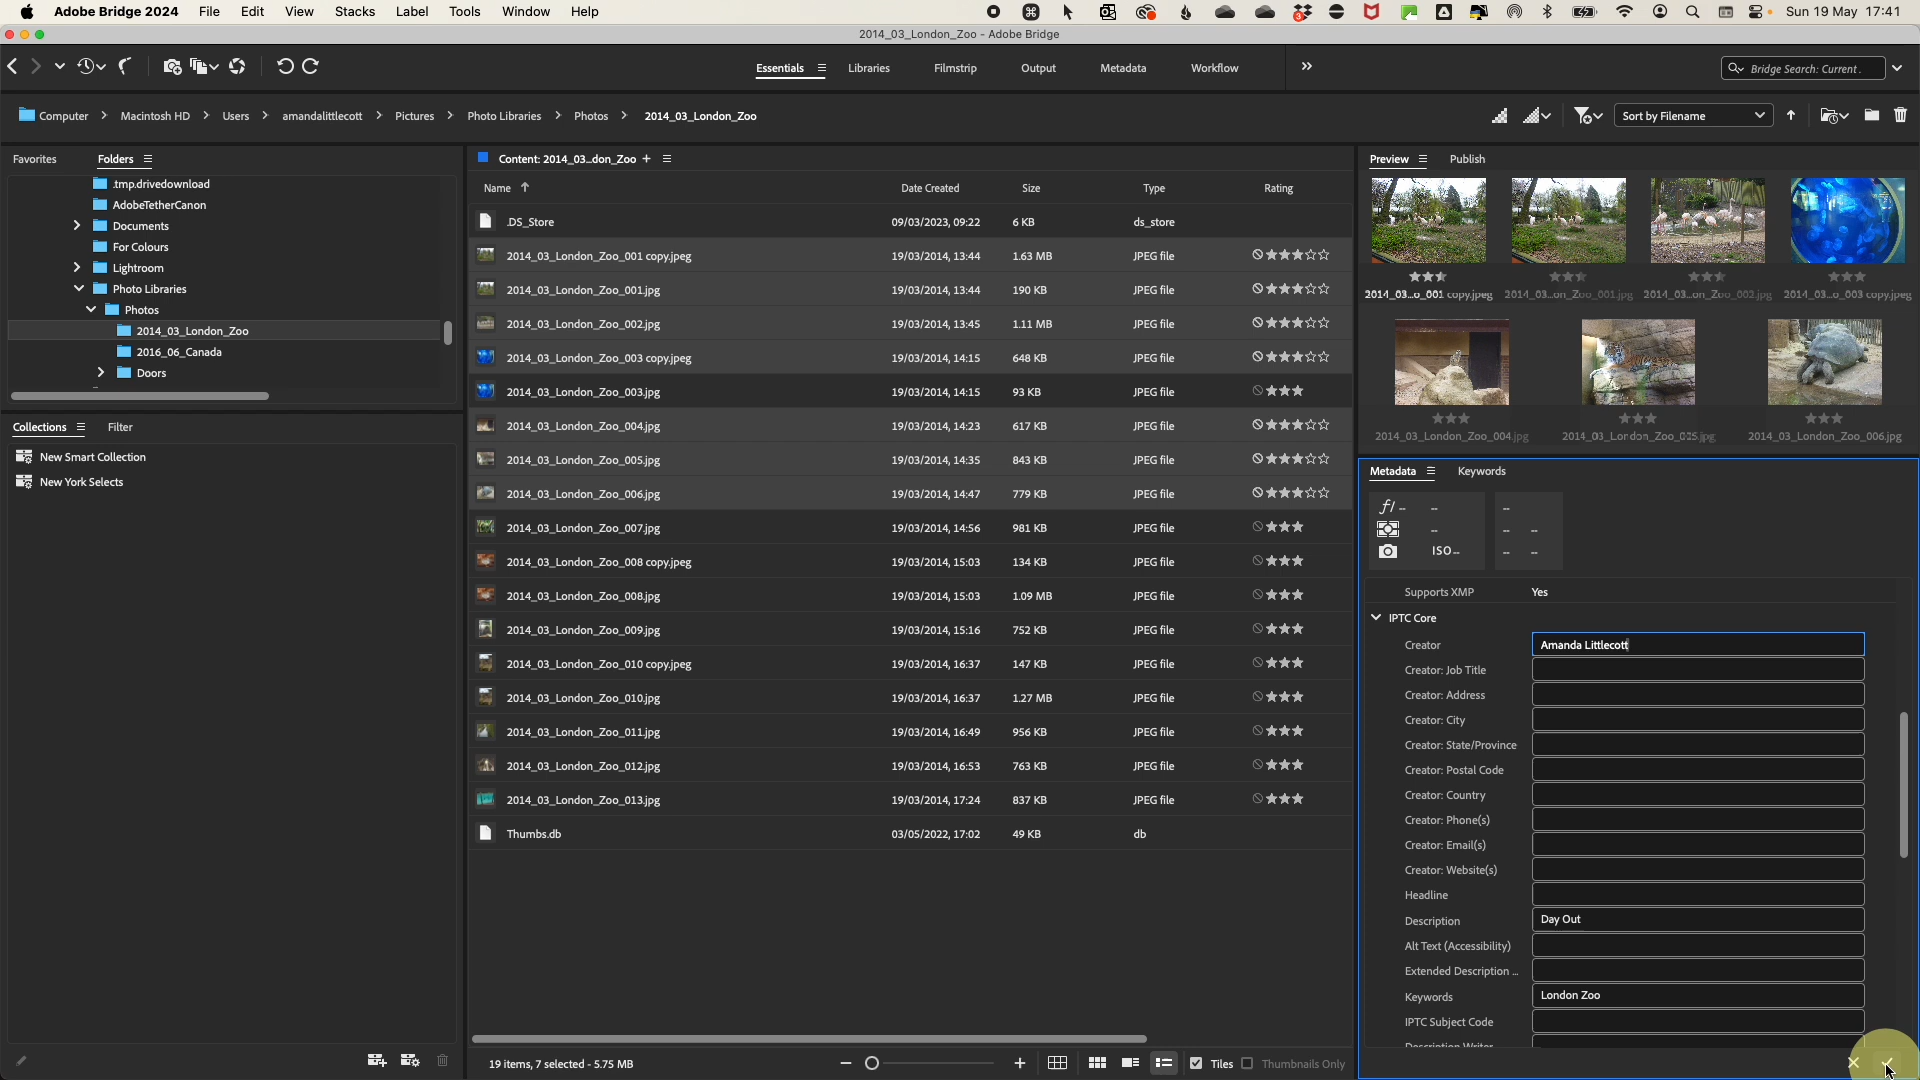 Adobe Bridge 2024 File Edit View Stacks Label Tools Window Help Sun 19 May 17:41
2014_03_London_Zoo - Adobe Bridge
Essentials Libraries Filmstrip Output Metadata Workflow Bridge Search: Current .
Computer Macintosh HD Users amandalittlecott Pictures Photo Libraries Photos 2014_03_London_Zoo Sort by Filename
Favorites Folders
.tmp.drivedownload
AdobeTetherCanon
Documents
For Colours
Lightroom
Photo Libraries
Photos
2014_03_London_Zoo
2016_06_Canada
Doors
Collections Filter
New Smart Collection
New York Selects
Content: 2014_03...don_Zoo
Name Date Created Size Type Rating
.DS_Store 09/03/2023, 09:22 6 KB ds_store
2014_03_London_Zoo_001 copy.jpeg 19/03/2014, 13:44 1.63 MB JPEG file
2014_03_London_Zoo_001.jpg 19/03/2014, 13:44 190 KB JPEG file
2014_03_London_Zoo_002.jpg 19/03/2014, 13:45 1.11 MB JPEG file
2014_03_London_Zoo_003 copy.jpeg 19/03/2014, 14:15 648 KB JPEG file
2014_03_London_Zoo_003.jpg 19/03/2014, 14:15 93 KB JPEG file
2014_03_London_Zoo_004.jpg 19/03/2014, 14:23 617 KB JPEG file
2014_03_London_Zoo_005.jpg 19/03/2014, 14:35 843 KB JPEG file
2014_03_London_Zoo_006.jpg 19/03/2014, 14:47 779 KB JPEG file
2014_03_London_Zoo_007.jpg 19/03/2014, 14:56 981 KB JPEG file
2014_03_London_Zoo_008 copy.jpeg 19/03/2014, 15:03 134 KB JPEG file
2014_03_London_Zoo_008.jpg 19/03/2014, 15:03 1.09 MB JPEG file
2014_03_London_Zoo_009.jpg 19/03/2014, 15:16 752 KB JPEG file
2014_03_London_Zoo_010 copy.jpeg 19/03/2014, 16:37 147 KB JPEG file
2014_03_London_Zoo_010.jpg 19/03/2014, 16:37 1.27 MB JPEG file
2014_03_London_Zoo_011.jpg 19/03/2014, 16:49 956 KB JPEG file
2014_03_London_Zoo_012.jpg 19/03/2014, 16:53 763 KB JPEG file
2014_03_London_Zoo_013.jpg 19/03/2014, 17:24 837 KB JPEG file
Thumbs.db 03/05/2022, 17:02 49 KB db
19 items, 7 selected - 5.75 MB Tiles Thumbnails Only
Preview Publish
2014_03...o_001 copy.jpeg 2014_03...on_Zoo_001.jpg 2014_03...on_Zoo_002.jpg 2014_03...o_003 copy.jpeg
2014_03_London_Zoo_004.jpg 2014_03_London_Zoo_005.jpg 2014_03_London_Zoo_006.jpg
Metadata Keywords
f/ -- -- --
-- -- --
ISO-- -- --
Supports XMP Yes
IPTC Core
Creator Amanda Littlecott
Creator: Job Title
Creator: Address
Creator: City
Creator: State/Province
Creator: Postal Code
Creator: Country
Creator: Phone(s)
Creator: Email(s)
Creator: Website(s)
Headline
Description Day Out
Alt Text (Accessibility)
Extended Description ...
Keywords London Zoo
IPTC Subject Code
Description Writer